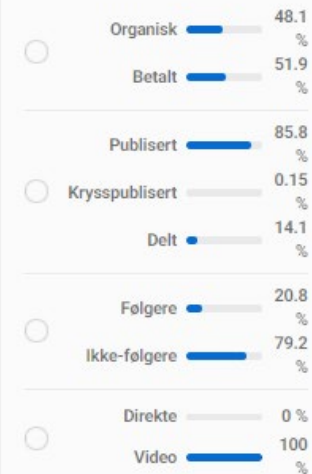 Organisk 48.1 %
Betalt 51.9 %
Publisert 85.8 %
Krysspublisert 0.15 %
Delt 14.1 %
Følgere 20.8 %
Ikke-følgere 79.2 %
Direkte 0 %
Video 100 %